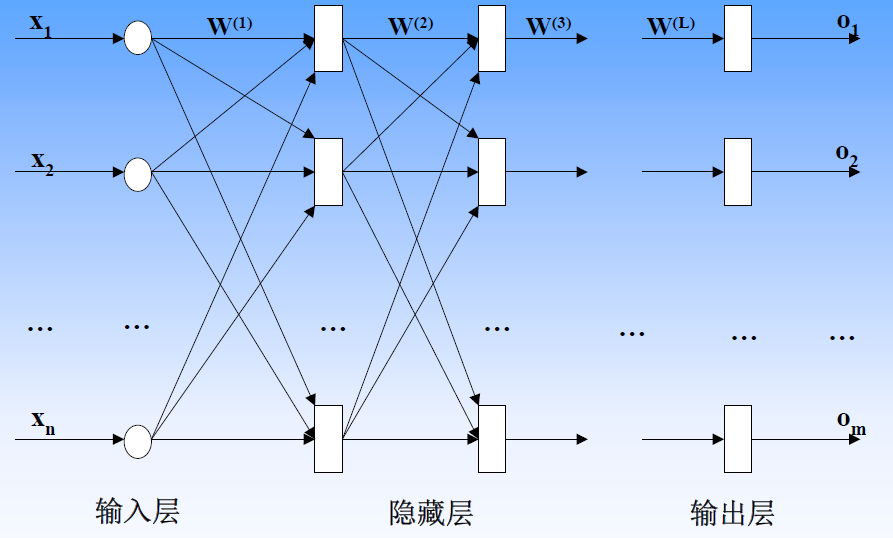 x1 W(1) W(2) W(3) W(L) o1
x2 o2
… … … … … … …
xn om
输入层 隐藏层 输出层